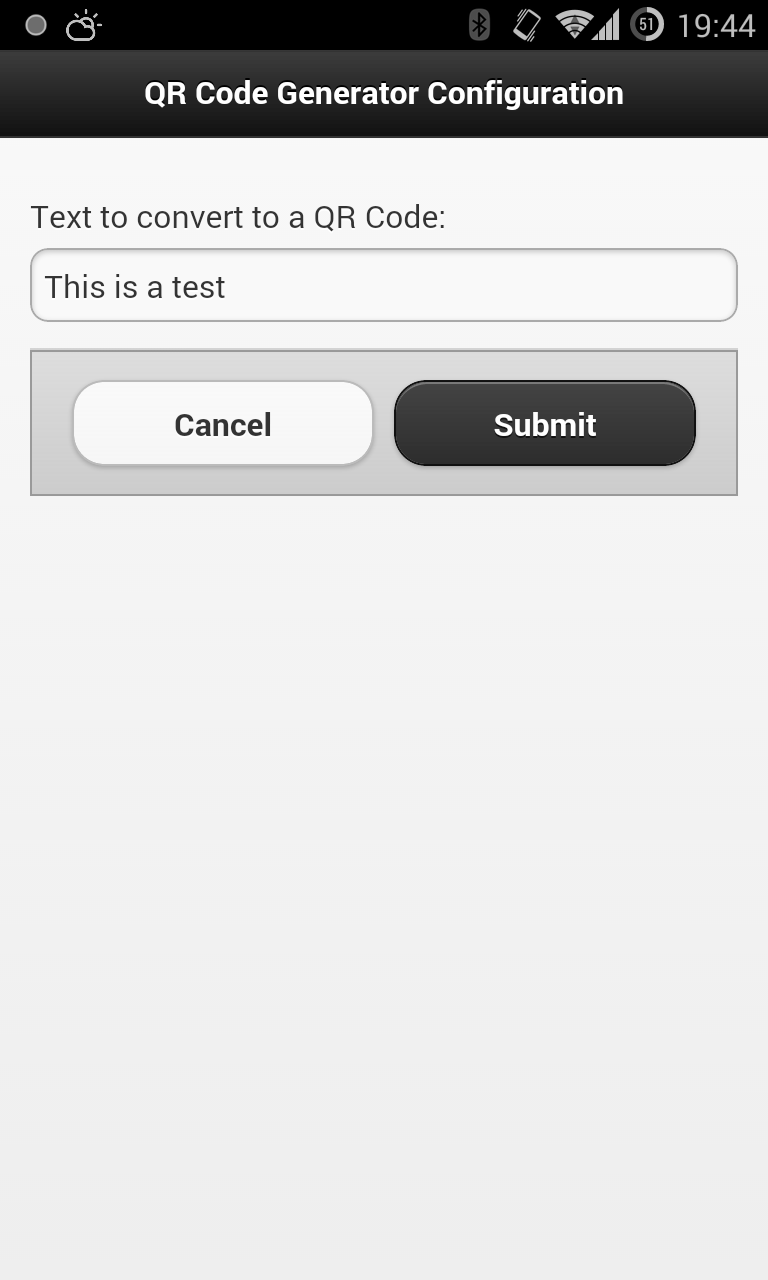 51 19:44
QR Code Generator Configuration
Text to convert to a QR Code:
This is a test
Cancel Submit